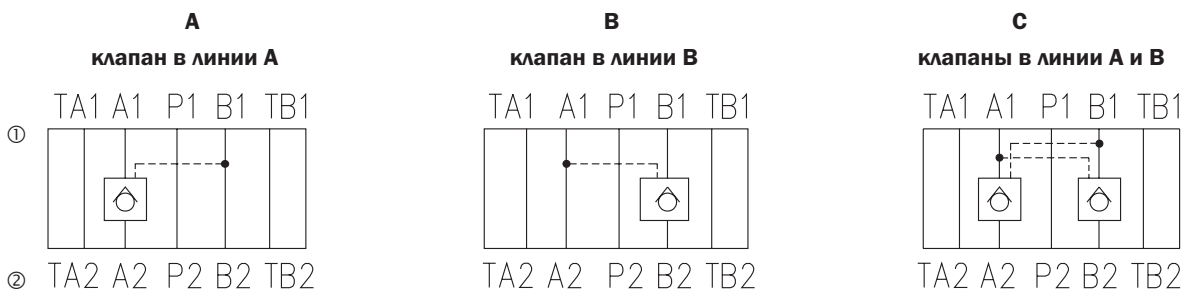 A B C
клапан в линии A клапан в линии B клапаны в линии A и B
TA1 A1 P1 B1 TB1 TA1 A1 P1 B1 TB1 TA1 A1 P1 B1 TB1
①
② TA2 A2 P2 B2 TB2 TA2 A2 P2 B2 TB2 TA2 A2 P2 B2 TB2